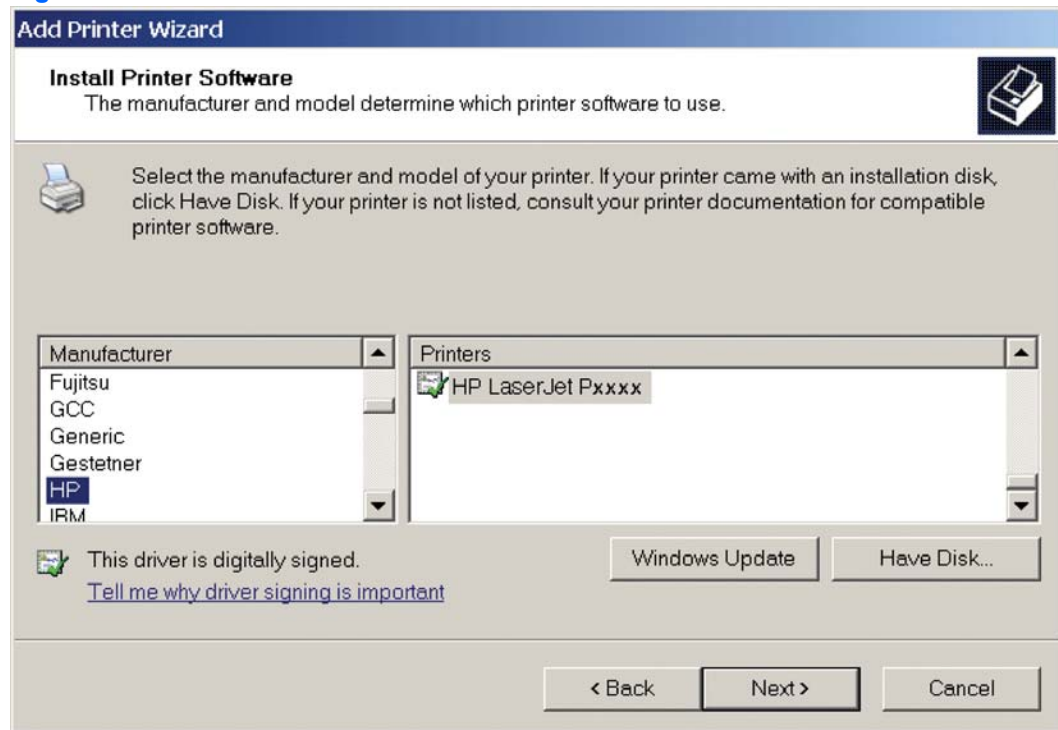 Add Printer Wizard
Install Printer Software
The manufacturer and model determine which printer software to use.
Select the manufacturer and model of your printer. If your printer came with an installation disk,
click Have Disk. If your printer is not listed, consult your printer documentation for compatible
printer software.
Manufacturer
Fujitsu
GCC
Generic
Gestetner
HP
IBM
Printers
HP LaserJet Pxxxx
This driver is digitally signed.
Tell me why driver signing is important
Windows Update
Have Disk...
< Back
Next >
Cancel